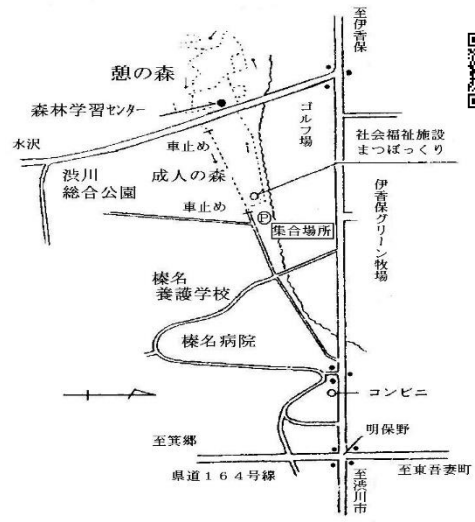 至伊香保
憩の森
森林学習センター
水沢
車止め
ゴルフ場
社会福祉施設
まつぼっくり
渋川
総合公園
成人の森
車止め
Ⓟ
集合場所
伊香保グリーン牧場
榛名
養護学校
榛名病院
コンビニ
明保野
至箕郷
県道164号線
至渋川市
至東吾妻町